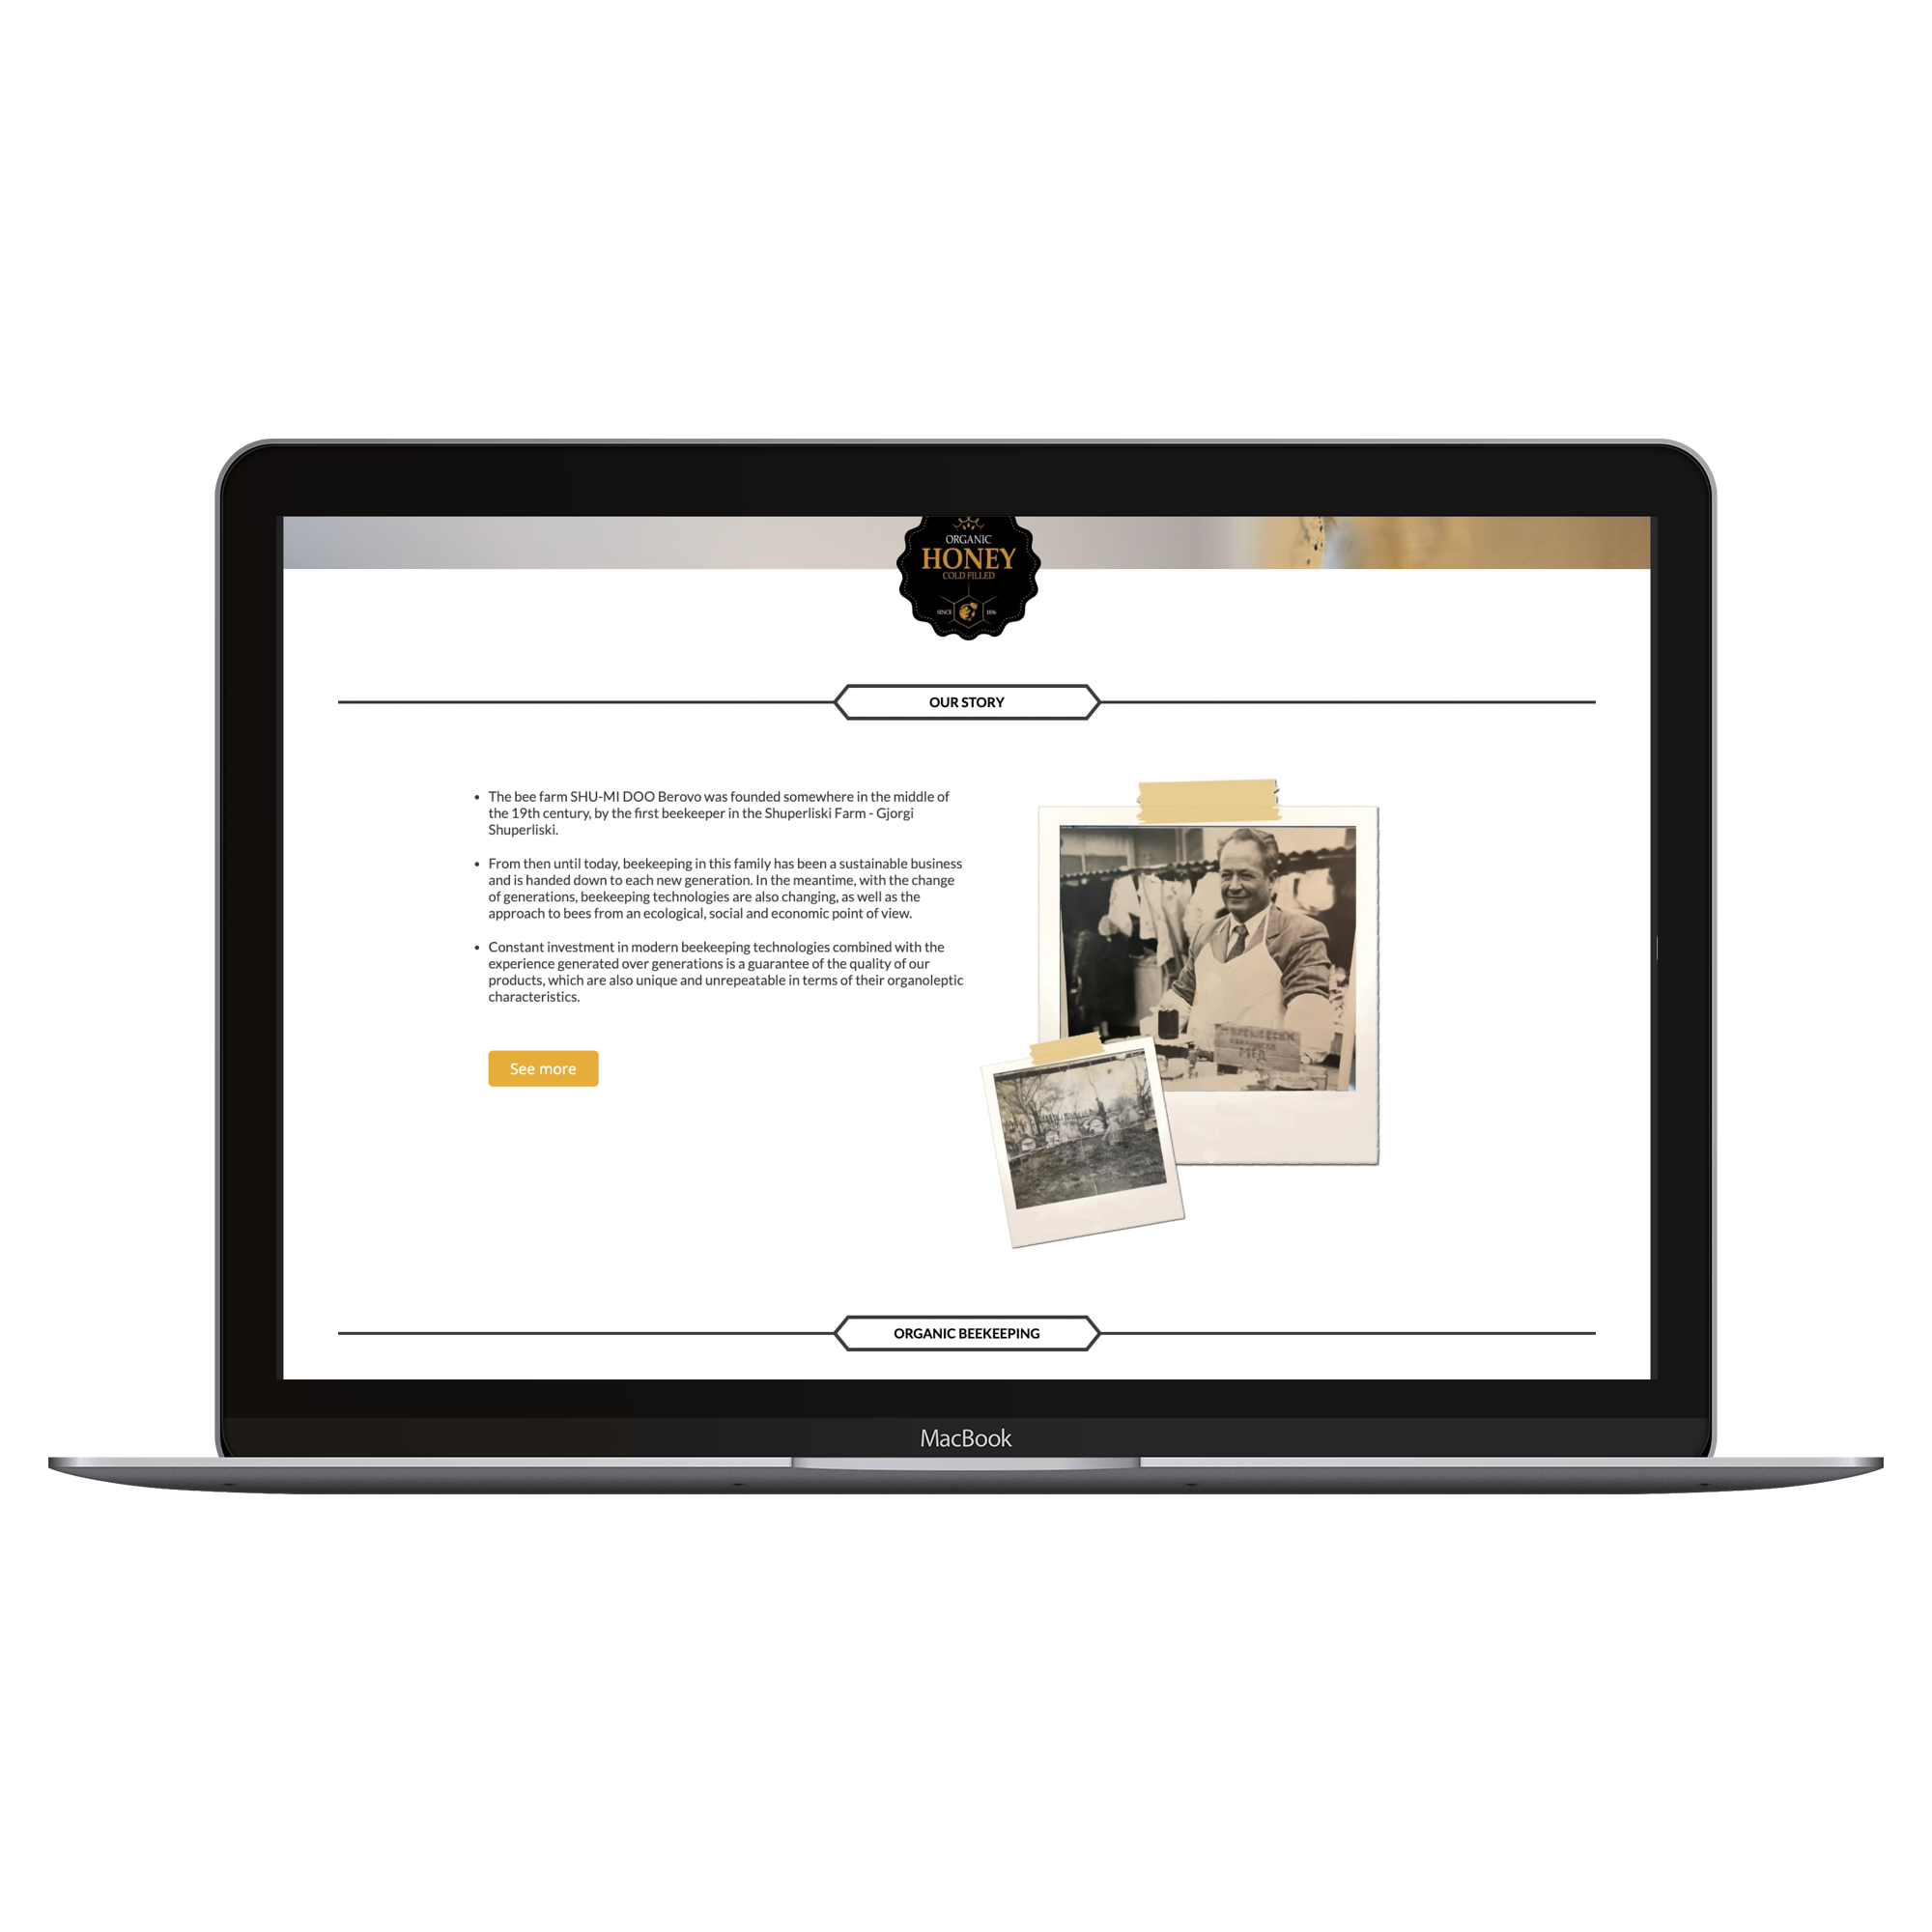 ORGANIC
HONEY
COLD FILLED
SINCE 1836
OUR STORY
• The bee farm SHU-MI DOO Berovo was founded somewhere in the middle of
the 19th century, by the first beekeeper in the Shuperliski Farm - Gjorgi
Shuperliski.
• From then until today, beekeeping in this family has been a sustainable business
and is handed down to each new generation. In the meantime, with the change
of generations, beekeeping technologies are also changing, as well as the
approach to bees from an ecological, social and economic point of view.
• Constant investment in modern beekeeping technologies combined with the
experience generated over generations is a guarantee of the quality of our
products, which are also unique and unrepeatable in terms of their organoleptic
characteristics.
See more
МЕД
ORGANIC BEEKEEPING
MacBook